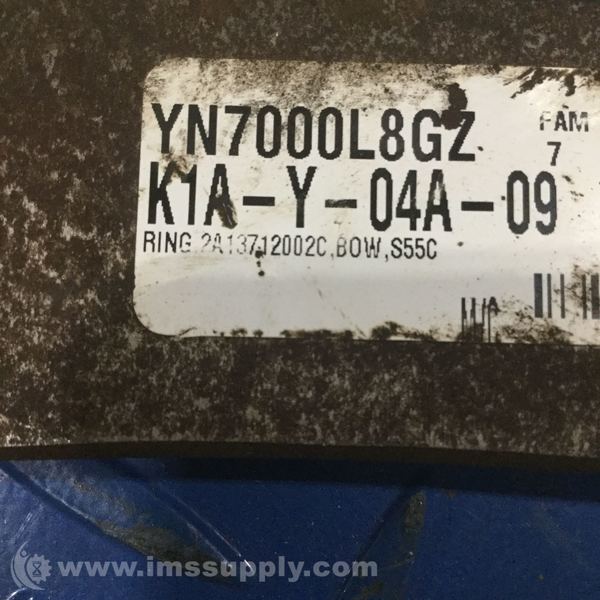 YN7000L8GZ FAM
7
K1A-Y-04A-09
RING,2A13712002C,BOW,S55C
www.imssupply.com